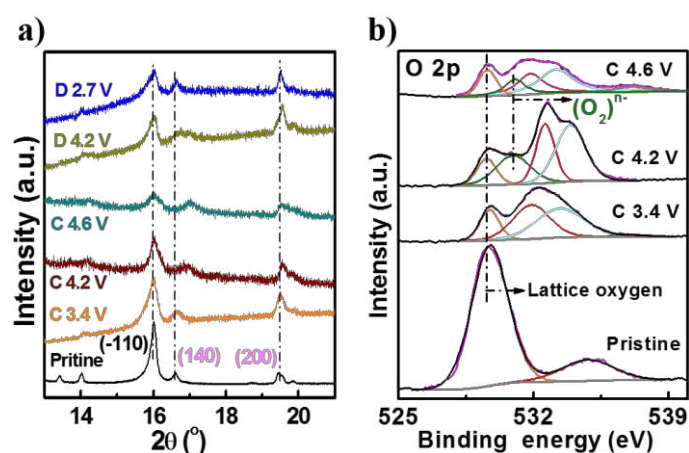 a)
D 2.7 V
D 4.2 V
C 4.6 V
C 4.2 V
C 3.4 V
Pritine
(-110)
(140)
(200)
Intensity (a.u.)
14 16 18 20
2θ (°)
b)
O 2p
C 4.6 V
(O₂)ⁿ⁻
C 4.2 V
C 3.4 V
Lattice oxygen
Pristine
Intensity (a.u.)
525 532 539
Binding energy (eV)